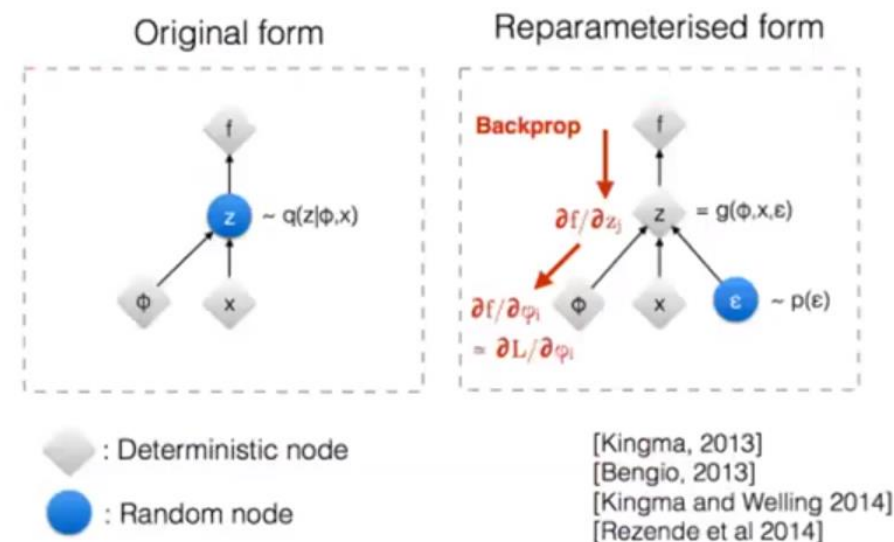 Original form
f
z ~ q(z|ϕ,x)
ϕ x
Reparameterised form
Backprop
f
∂f/∂zⱼ z = g(ϕ,x,ε)
∂f/∂φᵢ ϕ x ε ~ p(ε)
= ∂L/∂φᵢ
: Deterministic node
: Random node
[Kingma, 2013]
[Bengio, 2013]
[Kingma and Welling 2014]
[Rezende et al 2014]